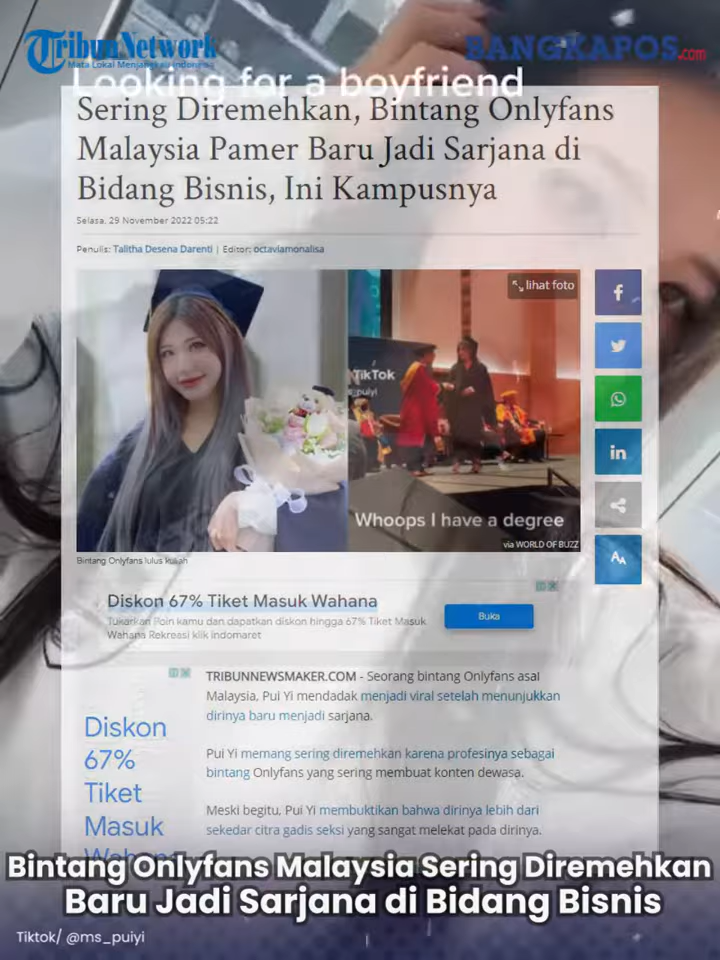 TribunNetwork
Mata Lokal Menjangkau Indonesia
BANGKAPOS.com
Looking for a boyfriend
Sering Diremehkan, Bintang Onlyfans
Malaysia Pamer Baru Jadi Sarjana di
Bidang Bisnis, Ini Kampusnya
Selasa, 29 November 2022 05:22
Penulis: Talitha Desena Darenti | Editor: octaviamonalisa
lihat foto
TikTok
Whoops I have a degree
via WORLD OF BUZZ
Bintang Onlyfans lulus kuliah
Diskon 67% Tiket Masuk Wahana
Tukarkan Poin kamu dan dapatkan diskon hingga 67% Tiket Masuk
Wahana Rekreasi klik indomaret
Buka
TRIBUNNEWSMAKER.COM - Seorang bintang Onlyfans asal
Malaysia, Pui Yi mendadak menjadi viral setelah menunjukkan
dirinya baru menjadi sarjana.
Diskon
67%
Tiket
Masuk
Wahana
Pui Yi memang sering diremehkan karena profesinya sebagai
bintang Onlyfans yang sering membuat konten dewasa.
Meski begitu, Pui Yi membuktikan bahwa dirinya lebih dari
sekedar citra gadis seksi yang sangat melekat pada dirinya.
Bintang Onlyfans Malaysia Sering Diremehkan
Baru Jadi Sarjana di Bidang Bisnis
Tiktok/ @ms_puiyi